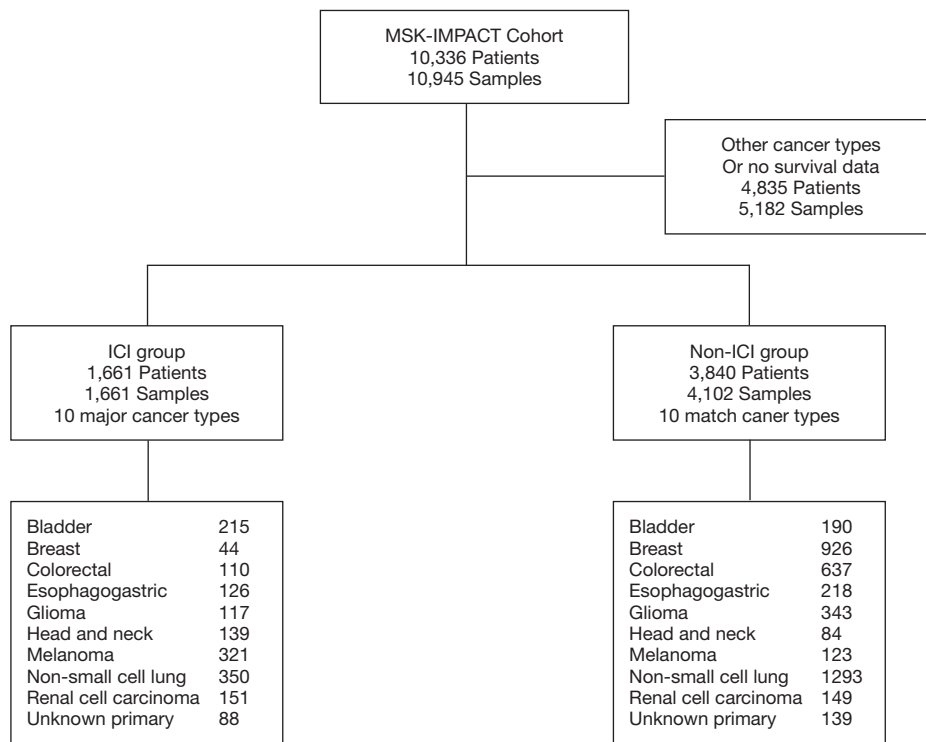 MSK-IMPACT Cohort
10,336 Patients
10,945 Samples
Other cancer types
Or no survival data
4,835 Patients
5,182 Samples
ICI group
1,661 Patients
1,661 Samples
10 major cancer types
Non-ICI group
3,840 Patients
4,102 Samples
10 match caner types
Bladder 215
Breast 44
Colorectal 110
Esophagogastric 126
Glioma 117
Head and neck 139
Melanoma 321
Non-small cell lung 350
Renal cell carcinoma 151
Unknown primary 88
Bladder 190
Breast 926
Colorectal 637
Esophagogastric 218
Glioma 343
Head and neck 84
Melanoma 123
Non-small cell lung 1293
Renal cell carcinoma 149
Unknown primary 139